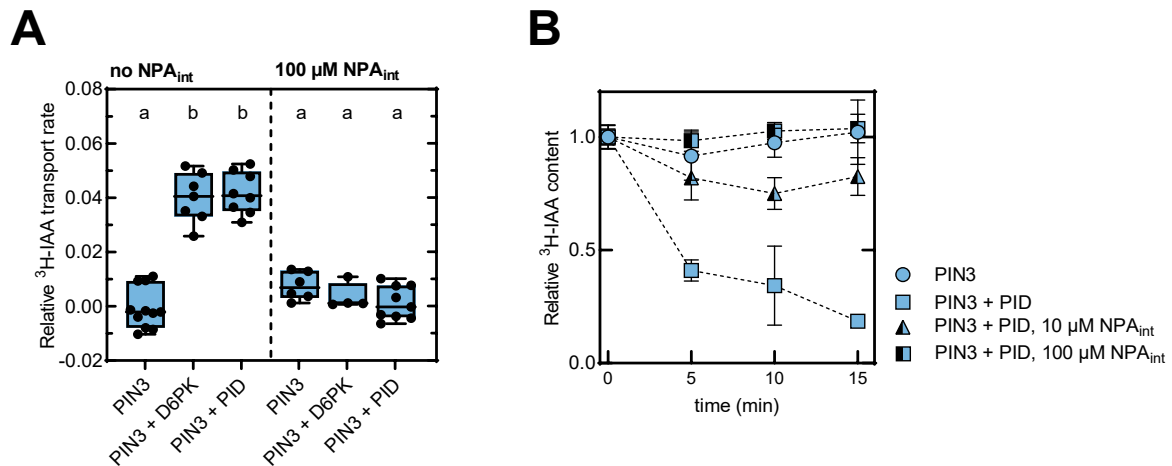 A
no NPAint
100 µM NPAint
Relative 3H-IAA transport rate
0.08
0.06
0.04
0.02
0.00
-0.02
a b b a a a
PIN3
PIN3 + D6PK
PIN3 + PID
PIN3
PIN3 + D6PK
PIN3 + PID
B
Relative 3H-IAA content
1.0
0.5
0.0
0 5 10 15
time (min)
PIN3
PIN3 + PID
PIN3 + PID, 10 µM NPAint
PIN3 + PID, 100 µM NPAint